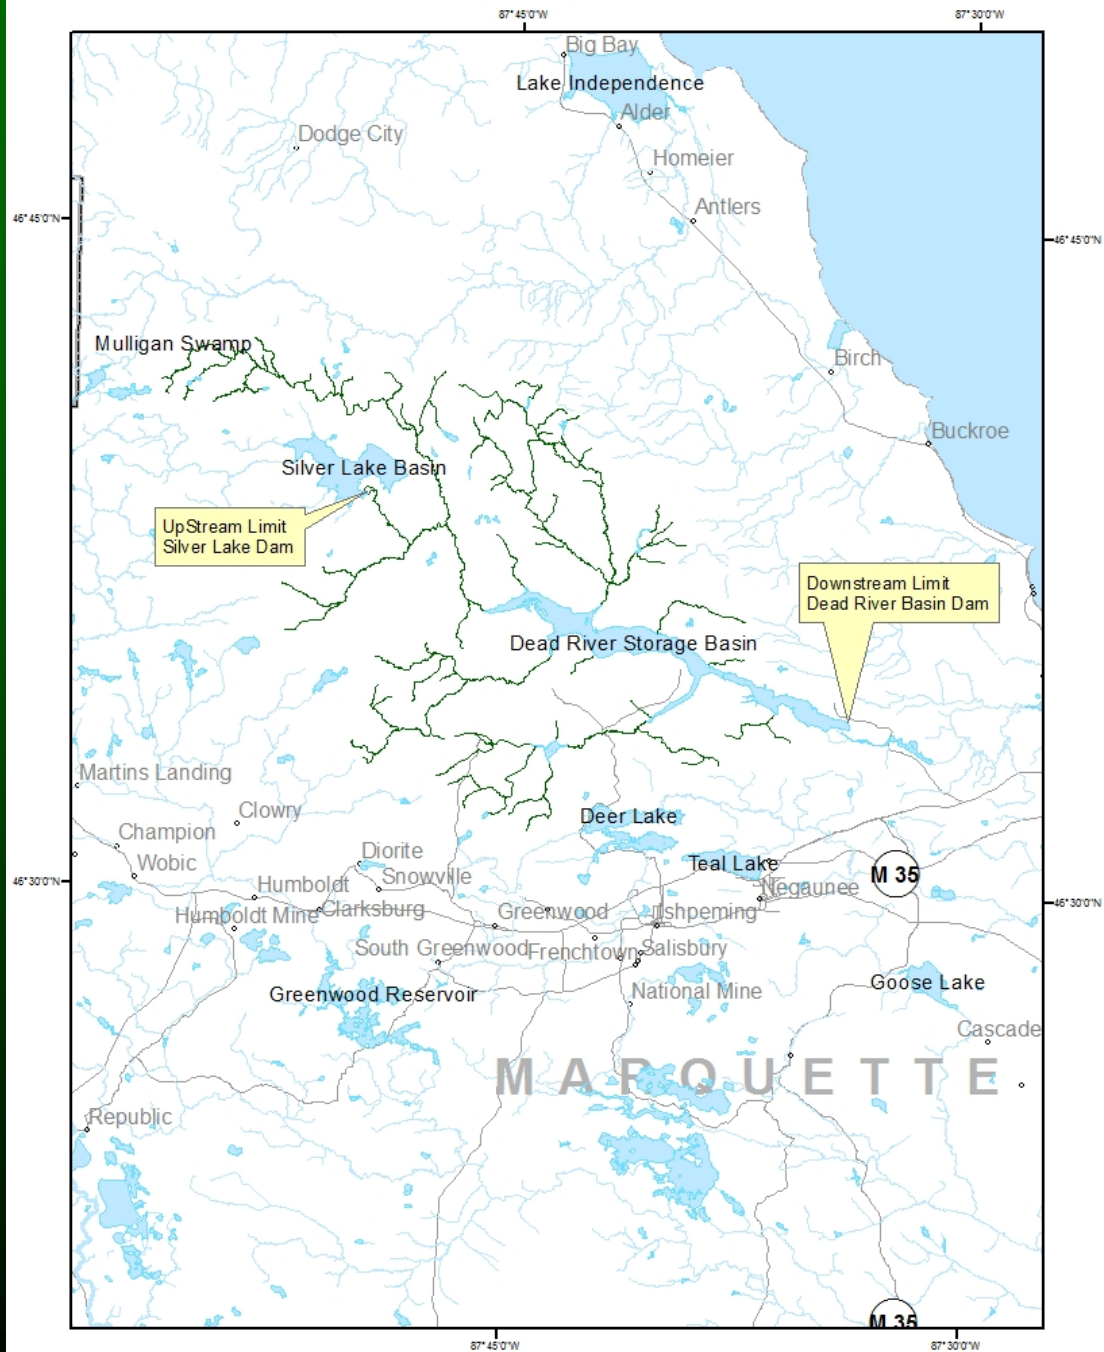 87°45'0"W
87°30'0"W
Big Bay
Lake Independence
Alder
Dodge City
Homeier
Antlers
46°45'0"N
46°45'0"N
Mulligan Swamp
Birch
Buckroe
Silver Lake Basin
UpStream Limit
Silver Lake Dam
Downstream Limit
Dead River Basin Dam
Dead River Storage Basin
Martins Landing
Clowry
Deer Lake
Champion
Wobic
Diorite
Snowville
Teal Lake
M 35
46°30'0"N
Humboldt
Negaunee
Humboldt Mine
Clarksburg
Greenwood
Ishpeming
46°30'0"N
South Greenwood
Frenchtown
Salisbury
Greenwood Reservoir
National Mine
Goose Lake
Cascade
MARQUETTE
Republic
M 35
87°45'0"W
87°30'0"W